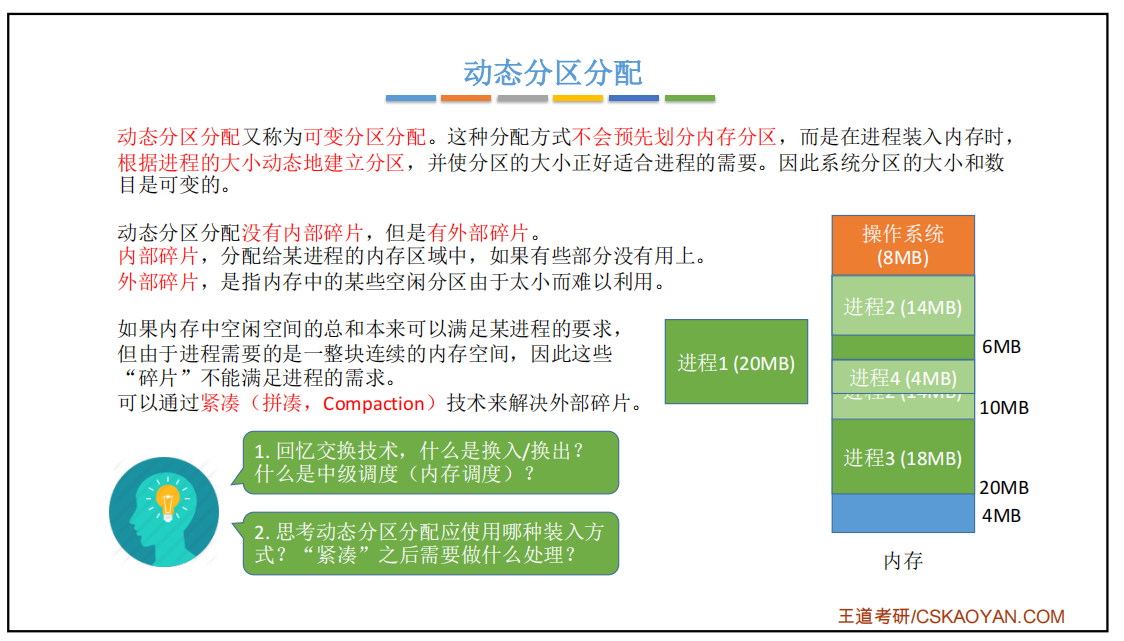 动态分区分配
动态分区分配又称为可变分区分配。这种分配方式不会预先划分内存分区，而是在进程装入内存时，
根据进程的大小动态地建立分区，并使分区的大小正好适合进程的需要。因此系统分区的大小和数
目是可变的。
动态分区分配没有内部碎片，但是有外部碎片。
内部碎片，分配给某进程的内存区域中，如果有些部分没有用上。
外部碎片，是指内存中的某些空闲分区由于太小而难以利用。
如果内存中空闲空间的总和本来可以满足某进程的要求，
但由于进程需要的是一整块连续的内存空间，因此这些
“碎片”不能满足进程的需求。
可以通过紧凑（拼凑，Compaction）技术来解决外部碎片。
1. 回忆交换技术，什么是换入/换出？
什么是中级调度（内存调度）？
2. 思考动态分区分配应使用哪种装入方
式？“紧凑”之后需要做什么处理？
进程1 (20MB)
操作系统
(8MB)
进程2 (14MB)
6MB
进程4 (4MB)
进程2 (14MB)
10MB
进程3 (18MB)
20MB
4MB
内存
王道考研/CSKAOYAN.COM